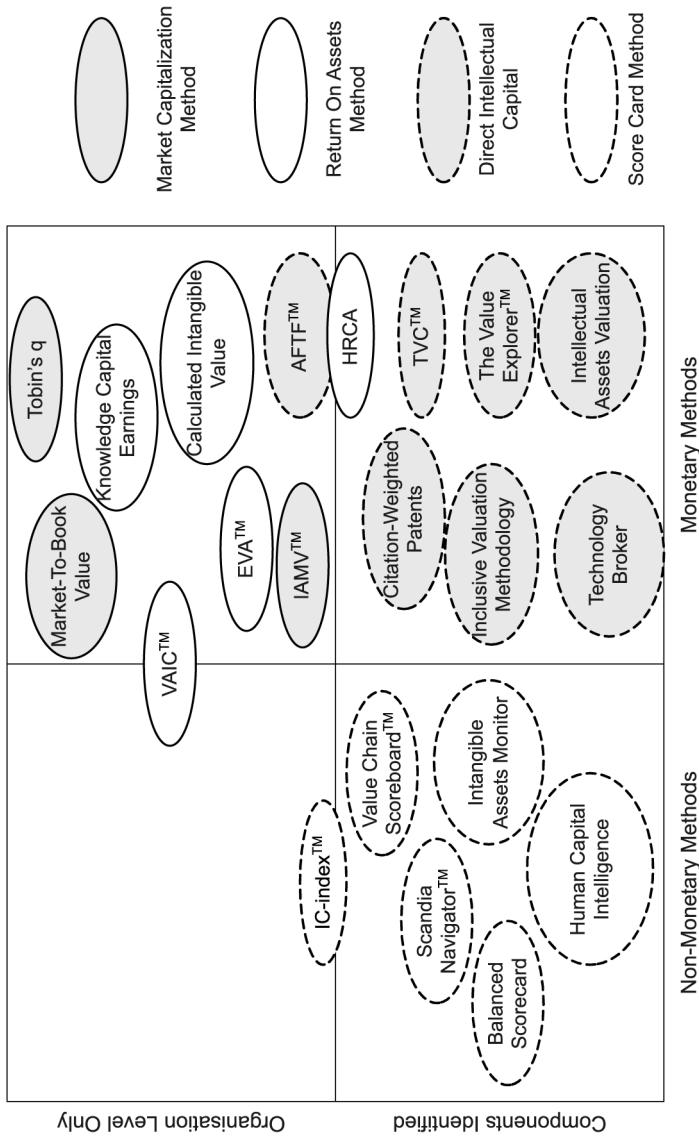 Organisation Level Only
Components Identified
Tobin's q
Market-To-Book
Value
Knowledge Capital
Earnings
VAIC™
Calculated Intangible
Value
EVA™
IAMV™
AFTF™
IC-index™
HRCA
Value Chain
Scoreboard™
Citation-Weighted
Patents
TVC™
Scandia
Navigator™
Intangible
Assets Monitor
Inclusive Valuation
Methodology
The Value
Explorer™
Balanced
Scorecard
Human Capital
Intelligence
Technology
Broker
Intellectual
Assets Valuation
Non-Monetary Methods
Monetary Methods
Market Capitalization
Method
Return On Assets
Method
Direct Intellectual
Capital
Score Card Method